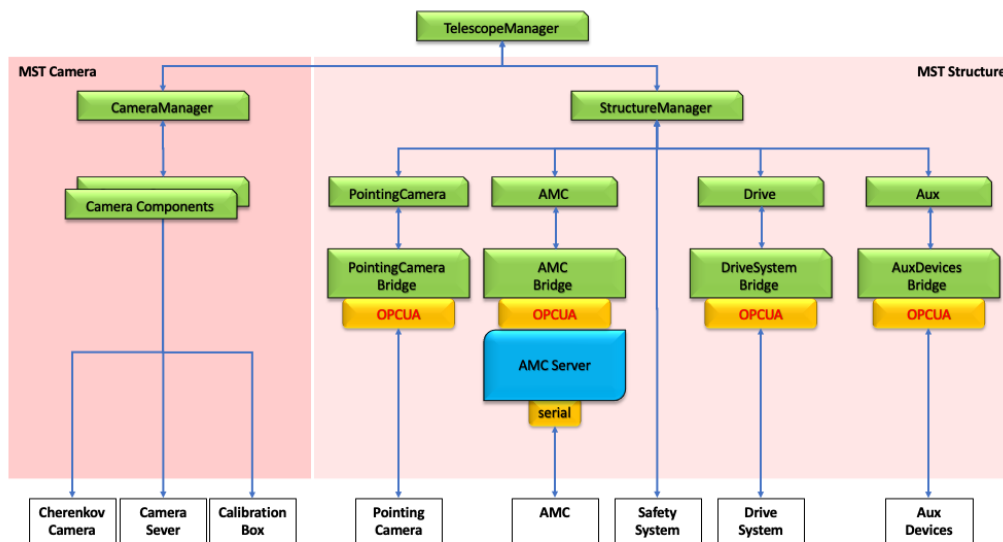 TelescopeManager
MST Camera
MST Structure
CameraManager
StructureManager
Camera Components
PointingCamera
AMC
Drive
Aux
PointingCamera
Bridge
AMC
Bridge
DriveSystem
Bridge
AuxDevices
Bridge
OPCUA
OPCUA
OPCUA
OPCUA
AMC Server
serial
Cherenkov
Camera
Camera
Sever
Calibration
Box
Pointing
Camera
AMC
Safety
System
Drive
System
Aux
Devices